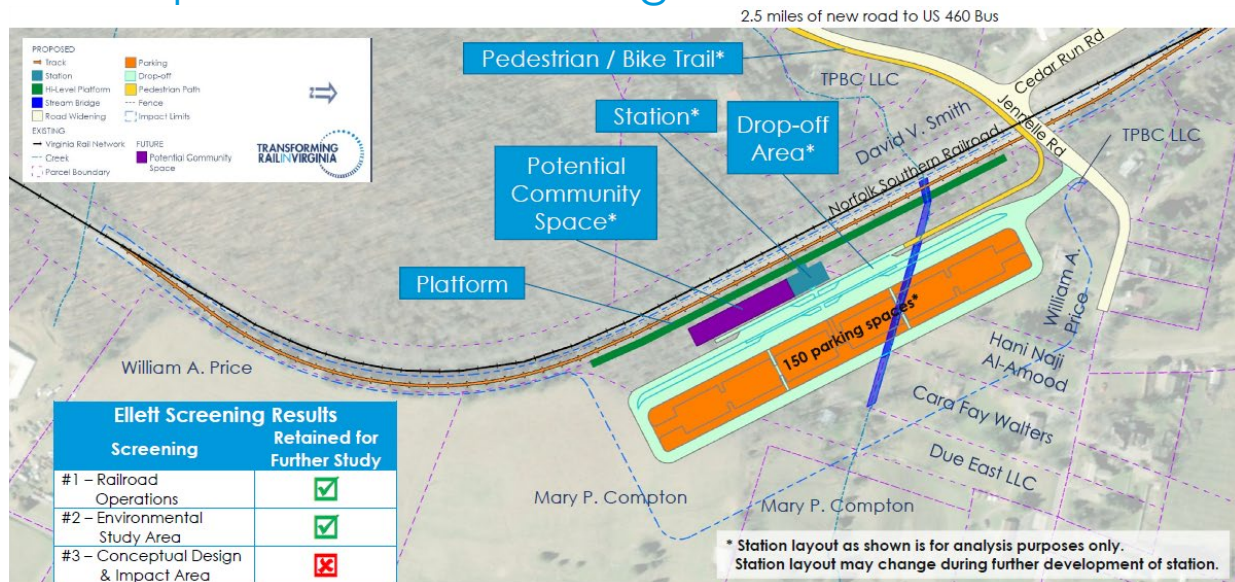 2.5 miles of new road to US 460 Bus
PROPOSED
Track
Station
Hi-Level Platform
Stream Bridge
Road Widening
Parking
Drop-off
Pedestrian Path
Fence
Impact Limits
EXISTING
Virginia Rail Network
Creek
Parcel Boundary
FUTURE
Potential Community
Space
z
TRANSFORMING
RAILINVIRGINIA
Pedestrian / Bike Trail*
TPBC LLC
Cedar Run Rd
Jennelle Rd
TPBC LLC
Station*
Drop-off
Area*
David V. Smith
Norfolk Southern Railroad
Potential
Community
Space*
Platform
150 parking spaces*
William A.
Price
William A. Price
Hani Naji
Al-Amood
Cara Fay Walters
Due East LLC
Mary P. Compton
Mary P. Compton
Ellett Screening Results
Screening
Retained for
Further Study
#1 – Railroad
Operations
#2 – Environmental
Study Area
#3 – Conceptual Design
& Impact Area
* Station layout as shown is for analysis purposes only.
Station layout may change during further development of station.